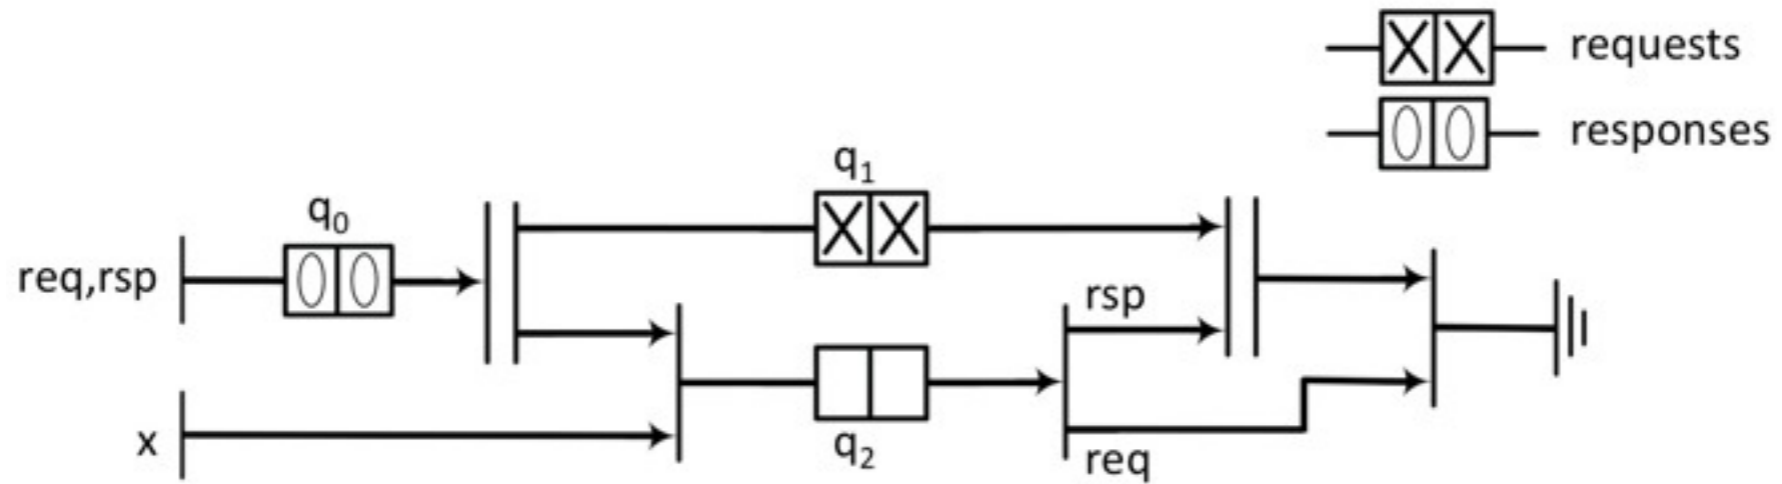 requests
responses
q1
q0
req,rsp
rsp
x
q2
req